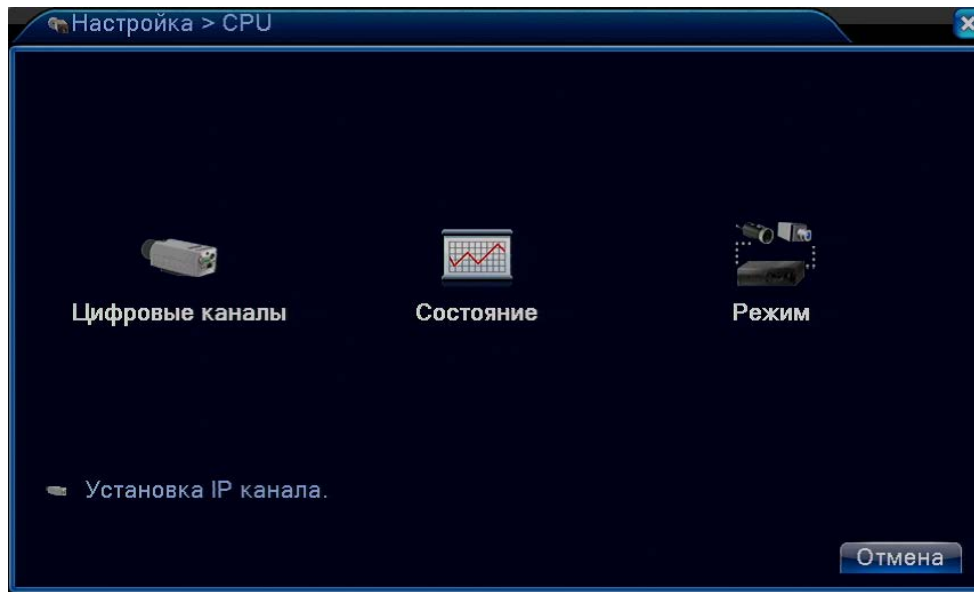 Настройка > CPU
Цифровые каналы
Состояние
Режим
Установка IP канала.
Отмена